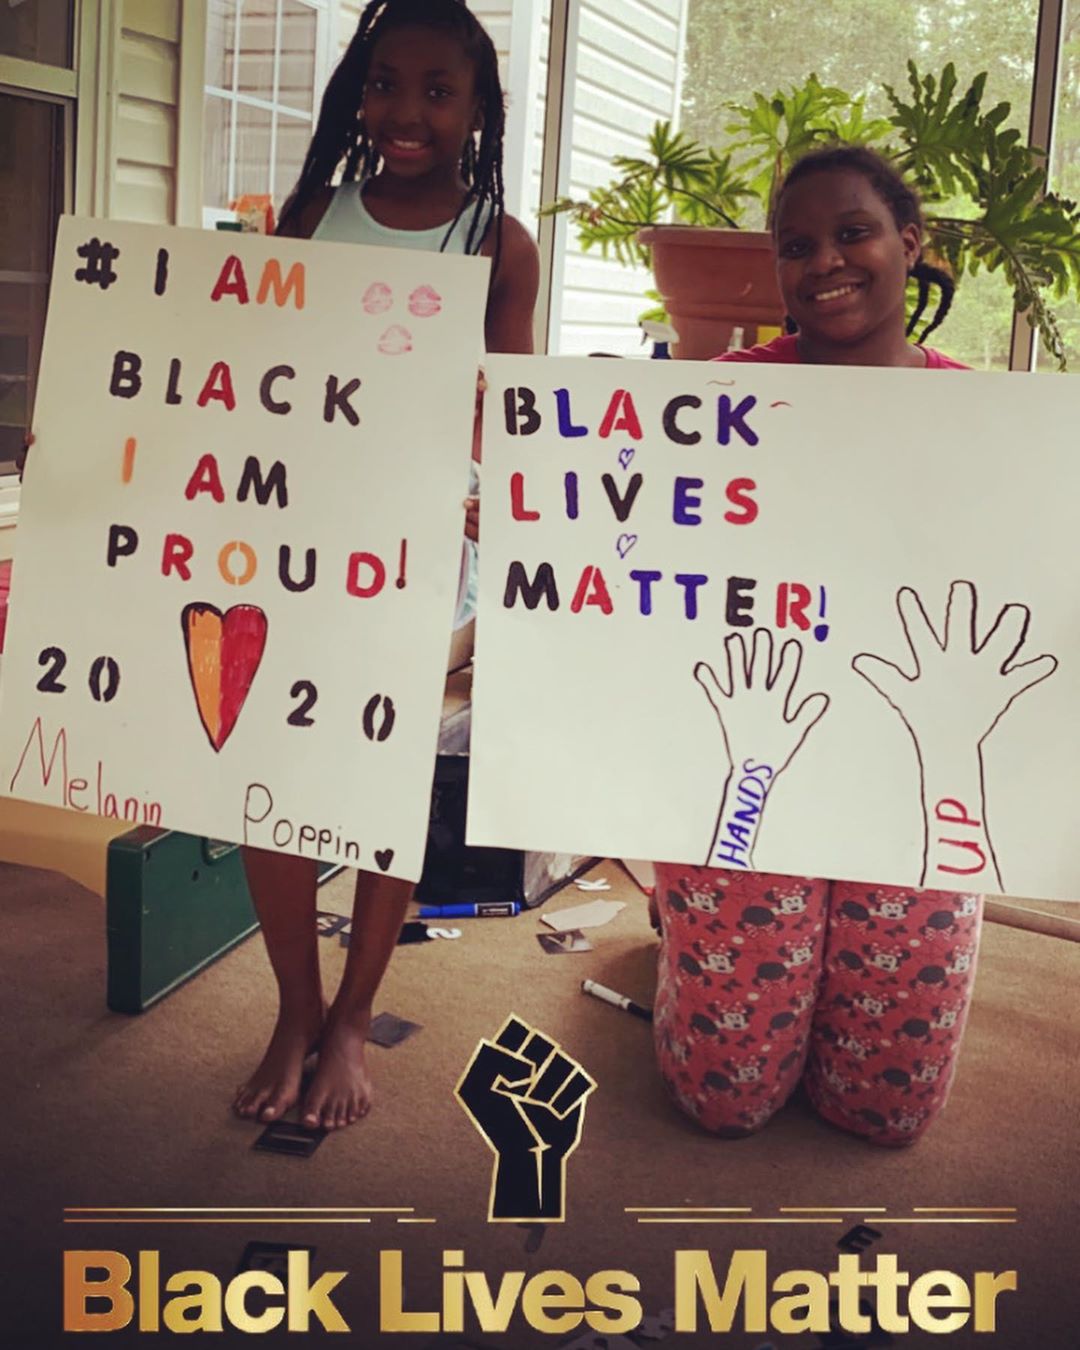 # I AM
BLACK
I AM
PROUD!
20 20
Melanin
Poppin
BLACK
LIVES
MATTER!
HANDS
UP
Black Lives Matter